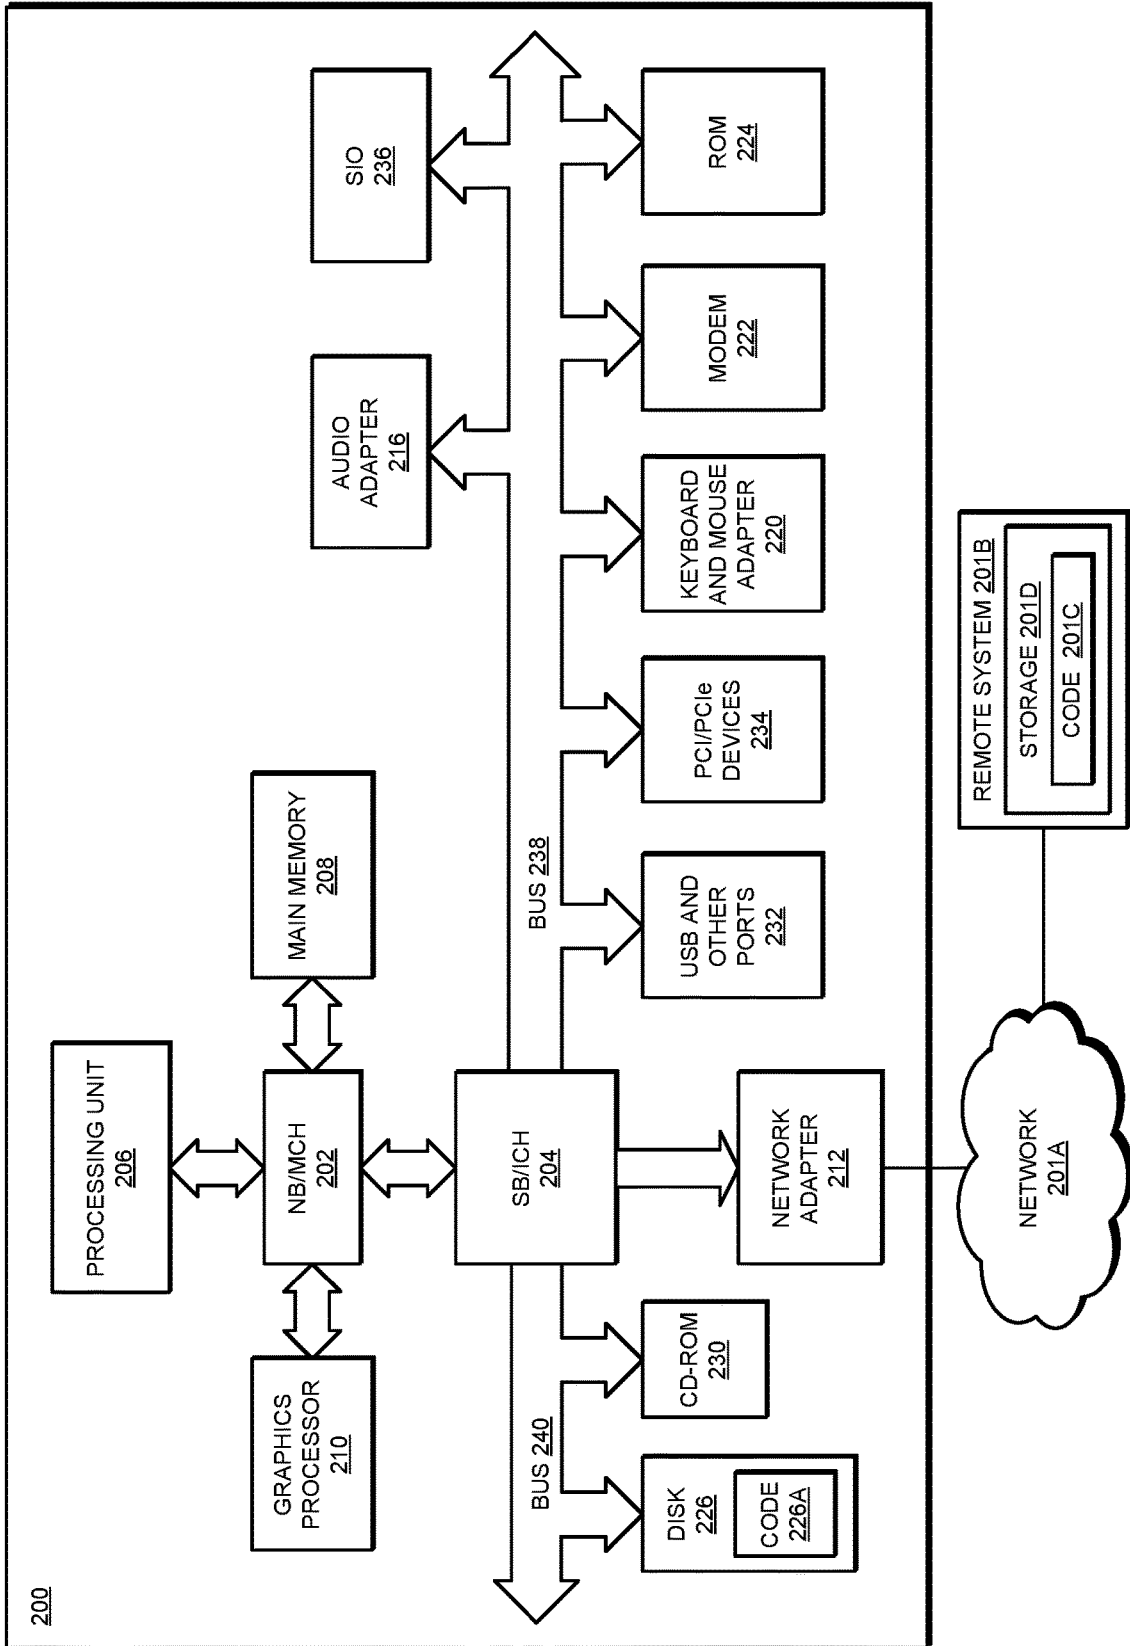 200
PROCESSING UNIT
206
GRAPHICS
PROCESSOR
210
NB/MCH
202
MAIN MEMORY
208
AUDIO
ADAPTER
216
SIO
236
SB/ICH
204
BUS 240
BUS 238
DISK
226
CODE
226A
CD-ROM
230
NETWORK
ADAPTER
212
USB AND
OTHER
PORTS
232
PCI/PCIe
DEVICES
234
KEYBOARD
AND MOUSE
ADAPTER
220
MODEM
222
ROM
224
NETWORK
201A
REMOTE SYSTEM 201B
STORAGE 201D
CODE 201C